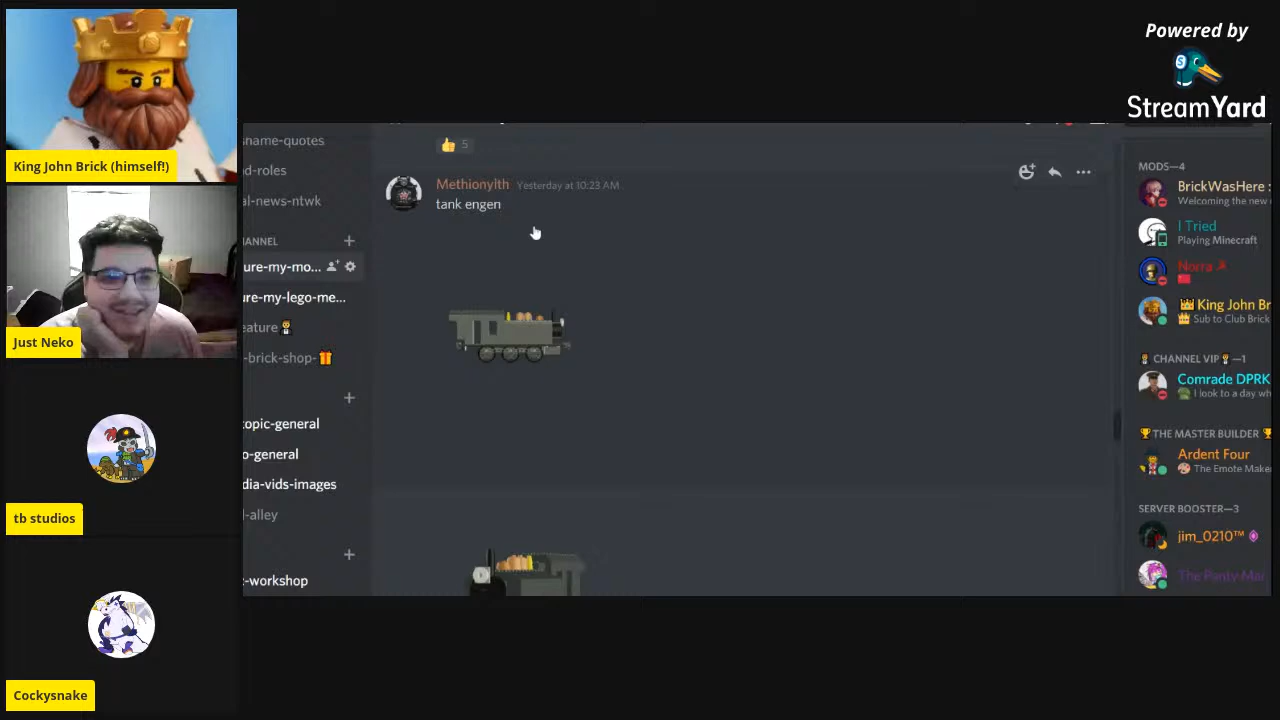 Powered by
StreamYard
King John Brick (himself!)
Just Neko
tb studios
Cockysnake
name-quotes
d-roles
al-news-ntwk
HANNEL
ure-my-mo...
ure-my-lego-me...
eature
-brick-shop-
opic-general
o-general
dia-vids-images
l-alley
-workshop
5
Methionylth Yesterday at 10:23 AM
tank engen
MODS—4
BrickWasHere :
Welcoming the new
I Tried
Playing Minecraft
Norra
King John Br
Sub to Club Brick
CHANNEL VIP —1
Comrade DPRK
I look to a day wh
THE MASTER BUILDER
Ardent Four
The Emote Make
SERVER BOOSTER—3
jim_0210™